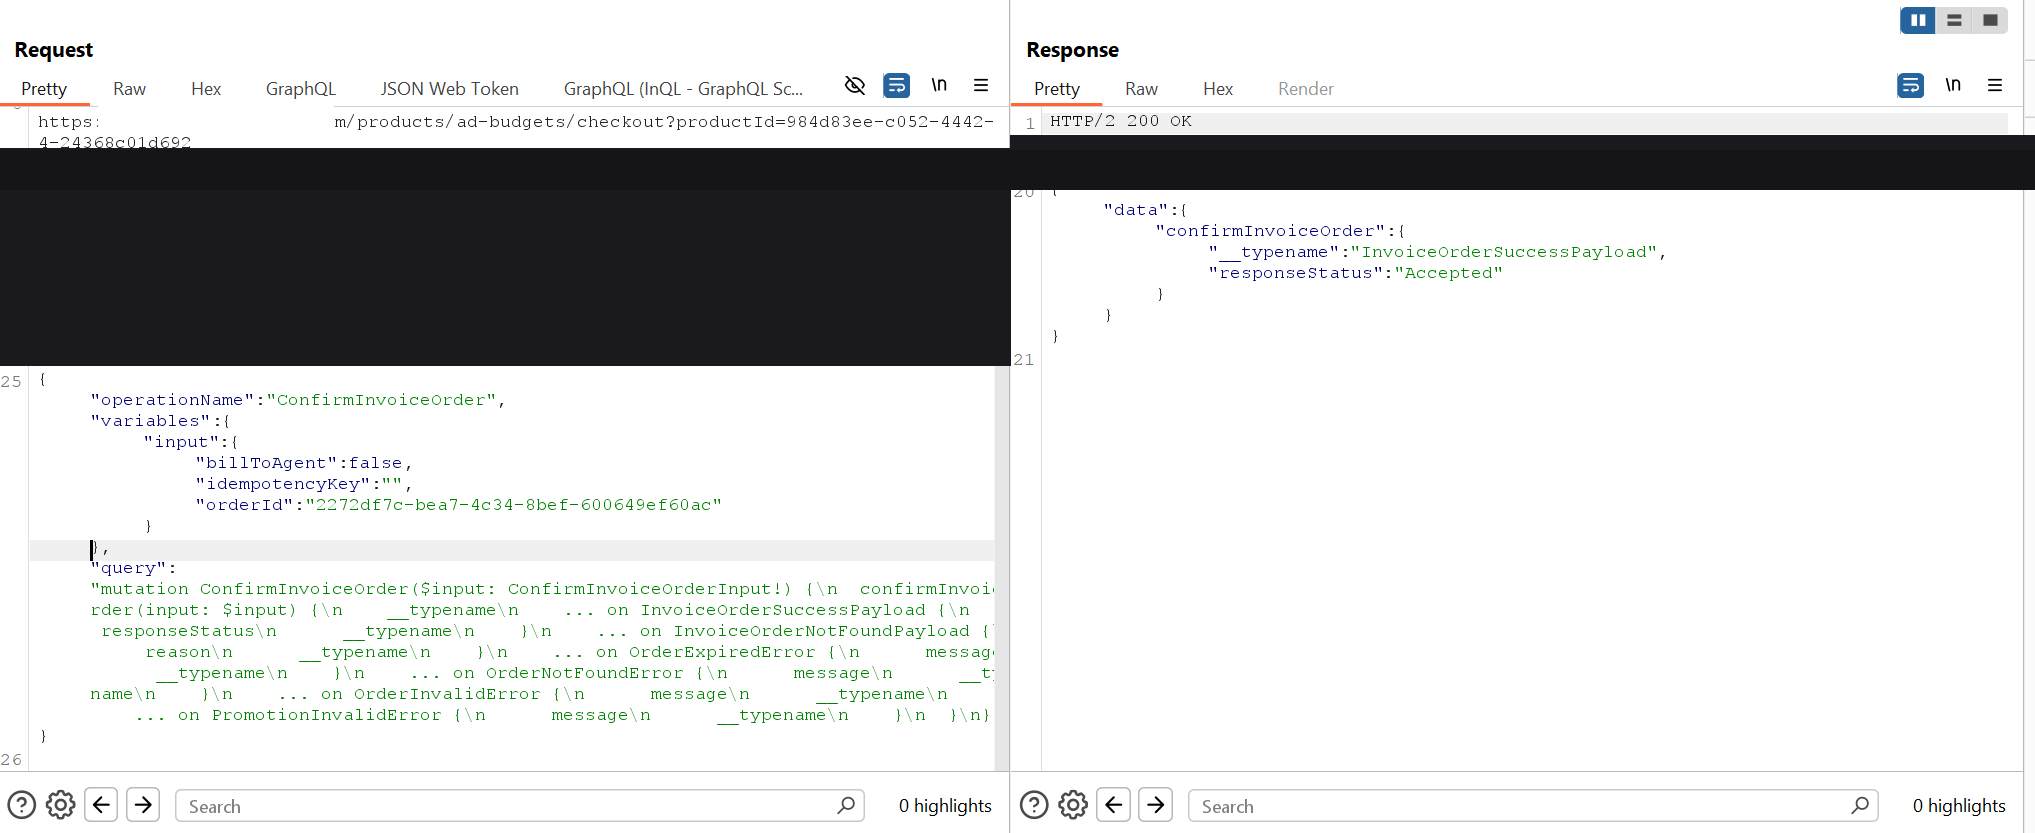 Request
Pretty Raw Hex GraphQL JSON Web Token GraphQL (InQL - GraphQL Sc... \n
https: m/products/ad-budgets/checkout?productId=984d83ee-c052-4442-
4-24368c01d692
25 {
"operationName":"ConfirmInvoiceOrder",
"variables":{
"input":{
"billToAgent":false,
"idempotencyKey":"",
"orderId":"2272df7c-bea7-4c34-8bef-600649ef60ac"
}
},
"query":
"mutation ConfirmInvoiceOrder($input: ConfirmInvoiceOrderInput!) {\n  confirmInvoi
rder(input: $input) {\n    __typename\n    ... on InvoiceOrderSuccessPayload {\n
responseStatus\n      __typename\n    }\n    ... on InvoiceOrderNotFoundPayload {
reason\n      __typename\n    }\n    ... on OrderExpiredError {\n      messag
__typename\n    }\n    ... on OrderNotFoundError {\n      message\n      __t
name\n    }\n    ... on OrderInvalidError {\n      message\n      __typename\n
... on PromotionInvalidError {\n      message\n      __typename\n    }\n  }\n}
}
26
Search 0 highlights
Response
Pretty Raw Hex Render \n
1 HTTP/2 200 OK
20 {
"data":{
"confirmInvoiceOrder":{
"__typename":"InvoiceOrderSuccessPayload",
"responseStatus":"Accepted"
}
}
}
21
Search 0 highlights